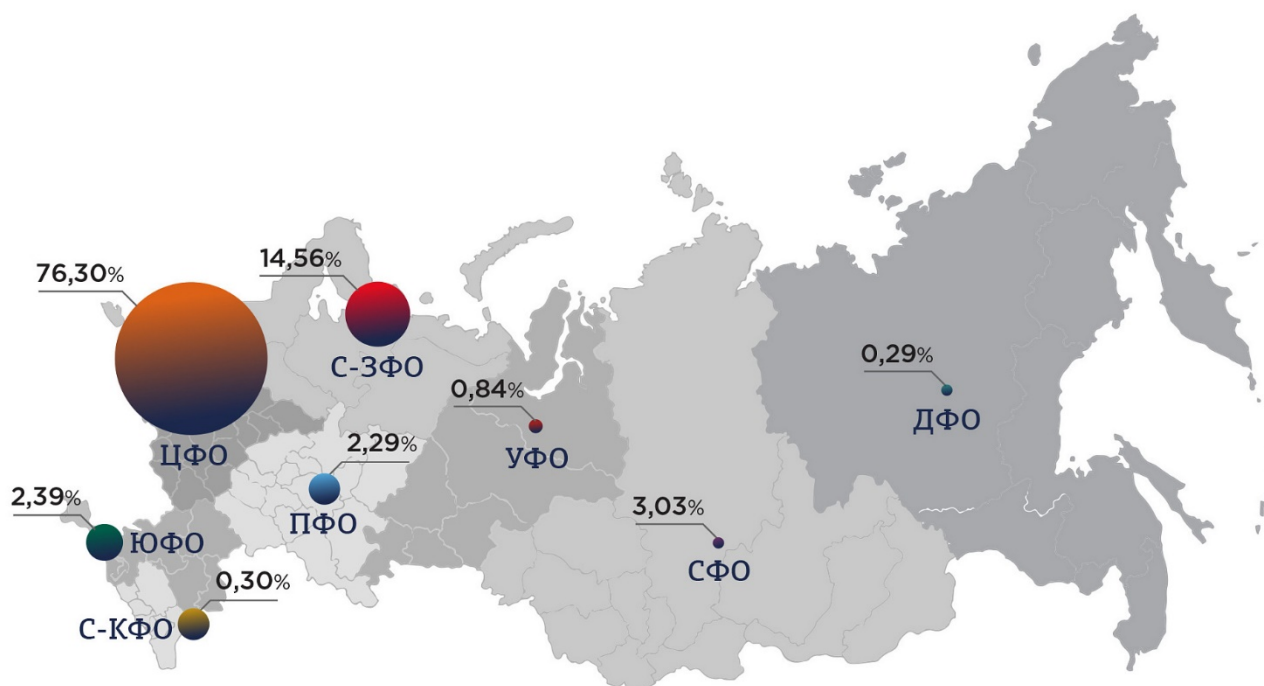 76,30%
ЦФО
14,56%
С-ЗФО
0,84%
УФО
0,29%
ДФО
2,29%
ПФО
2,39%
ЮФО
3,03%
СФО
0,30%
С-КФО